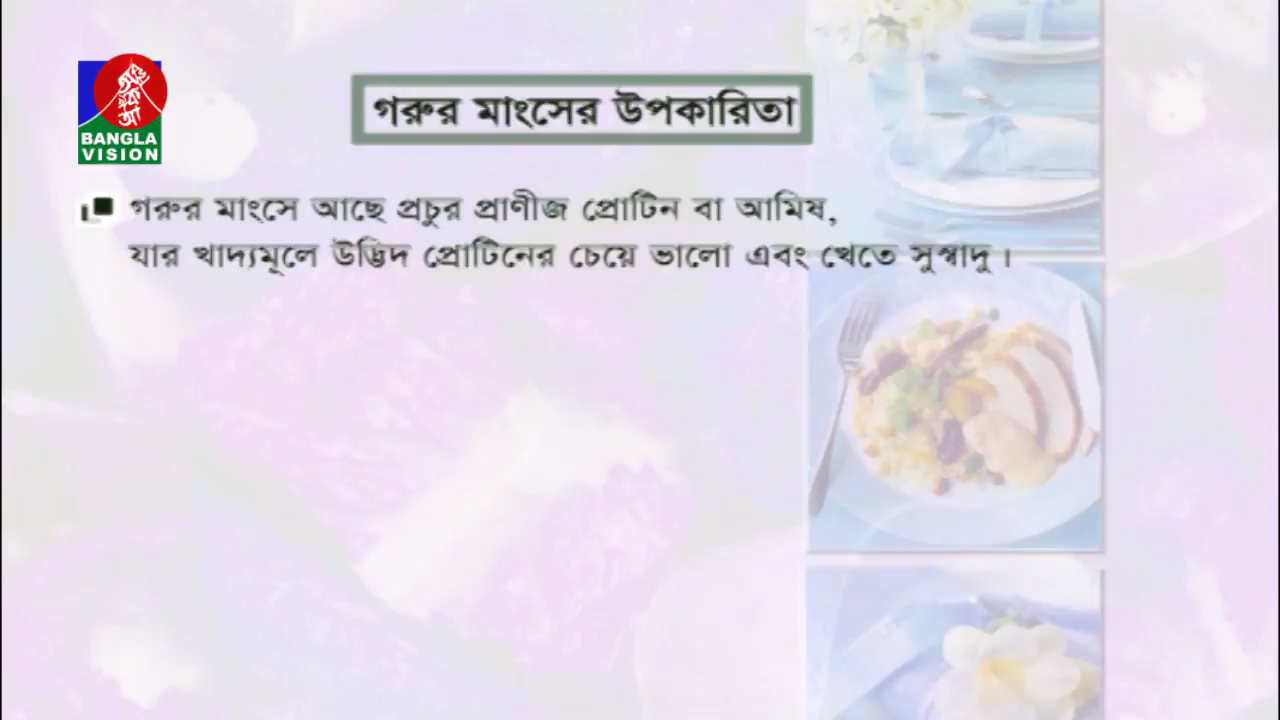 গরুর মাংসের উপকারিতা
BANGLA
VISION
গরুর মাংসে আছে প্রচুর প্রাণীজ প্রোটিন বা আমিষ,
যার খাদ্যমূলে উদ্ভিদ প্রোটিনের চেয়ে ভালো এবং খেতে সুস্বাদু।